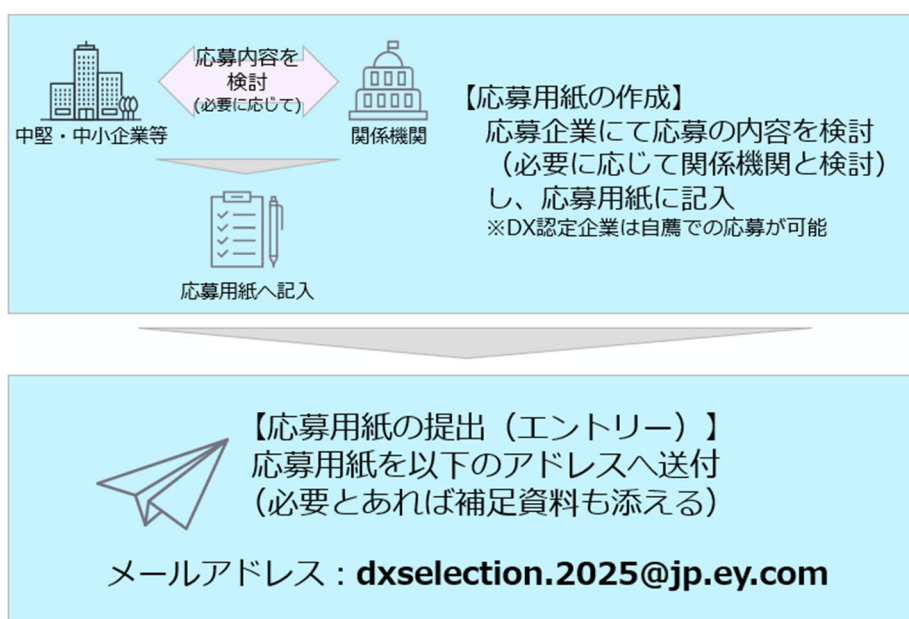 応募内容を
検討
(必要に応じて)
中堅・中小企業等
関係機関
応募用紙へ記入
【応募用紙の作成】
応募企業にて応募の内容を検討
（必要に応じて関係機関と検討）
し、応募用紙に記入
※DX認定企業は自薦での応募が可能
【応募用紙の提出（エントリー）】
応募用紙を以下のアドレスへ送付
（必要とあれば補足資料も添える）
メールアドレス：dxselection.2025@jp.ey.com